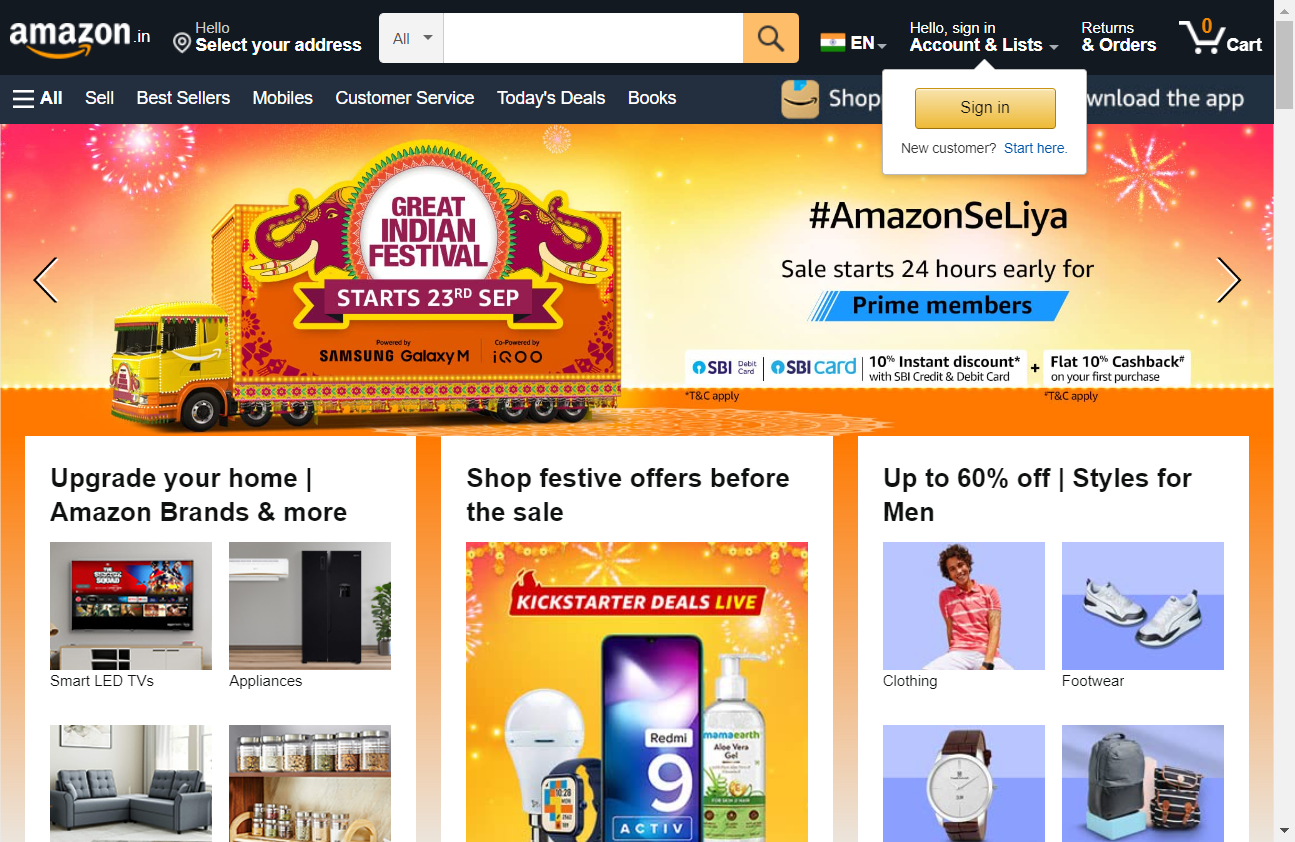 amazon.in
Hello
Select your address
All
EN
Hello, sign in
Account & Lists
Returns
& Orders
0
Cart
All
Sell
Best Sellers
Mobiles
Customer Service
Today's Deals
Books
Shop
wnload the app
Sign in
New customer? Start here.
GREAT
INDIAN
FESTIVAL
STARTS 23RD SEP
Powered by
SAMSUNG Galaxy M
Co-Powered by
iQOO
#AmazonSeLiya
Sale starts 24 hours early for
Prime members
SBI Debit Card
SBI card
10% Instant discount*
with SBI Credit & Debit Card
+
Flat 10% Cashback#
on your first purchase
*T&C apply
#T&C apply
Upgrade your home |
Amazon Brands & more
Smart LED TVs
Appliances
Shop festive offers before
the sale
KICKSTARTER DEALS LIVE
Redmi
9
ACTIV
10:28
mamaearth
Aloe Vera
Gel
FOR SKIN & HAIR
Up to 60% off | Styles for
Men
Clothing
Footwear